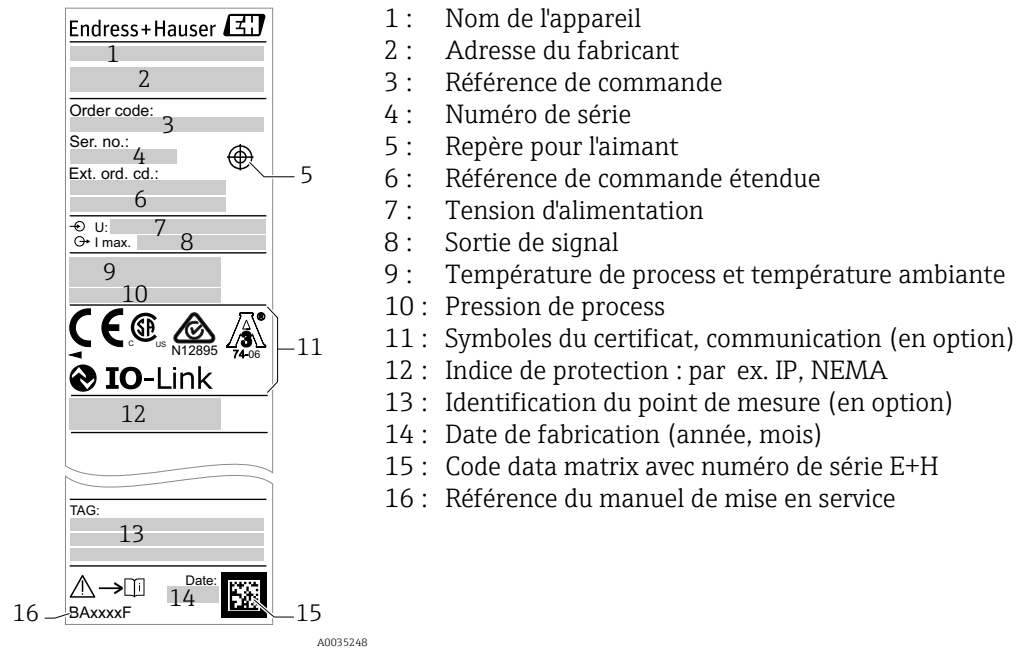 Endress+Hauser EH
1
2
Order code:
3
Ser. no.:
4
5
Ext. ord. cd.:
6
U:
7
I max.
8
9
10
CE
C SP US
N12895
3
74-06
11
IO-Link
12
TAG:
13
Date:
14
i
16
BAxxxxF
15
A0035248
1 : Nom de l'appareil
2 : Adresse du fabricant
3 : Référence de commande
4 : Numéro de série
5 : Repère pour l'aimant
6 : Référence de commande étendue
7 : Tension d'alimentation
8 : Sortie de signal
9 : Température de process et température ambiante
10 : Pression de process
11 : Symboles du certificat, communication (en option)
12 : Indice de protection : par ex. IP, NEMA
13 : Identification du point de mesure (en option)
14 : Date de fabrication (année, mois)
15 : Code data matrix avec numéro de série E+H
16 : Référence du manuel de mise en service